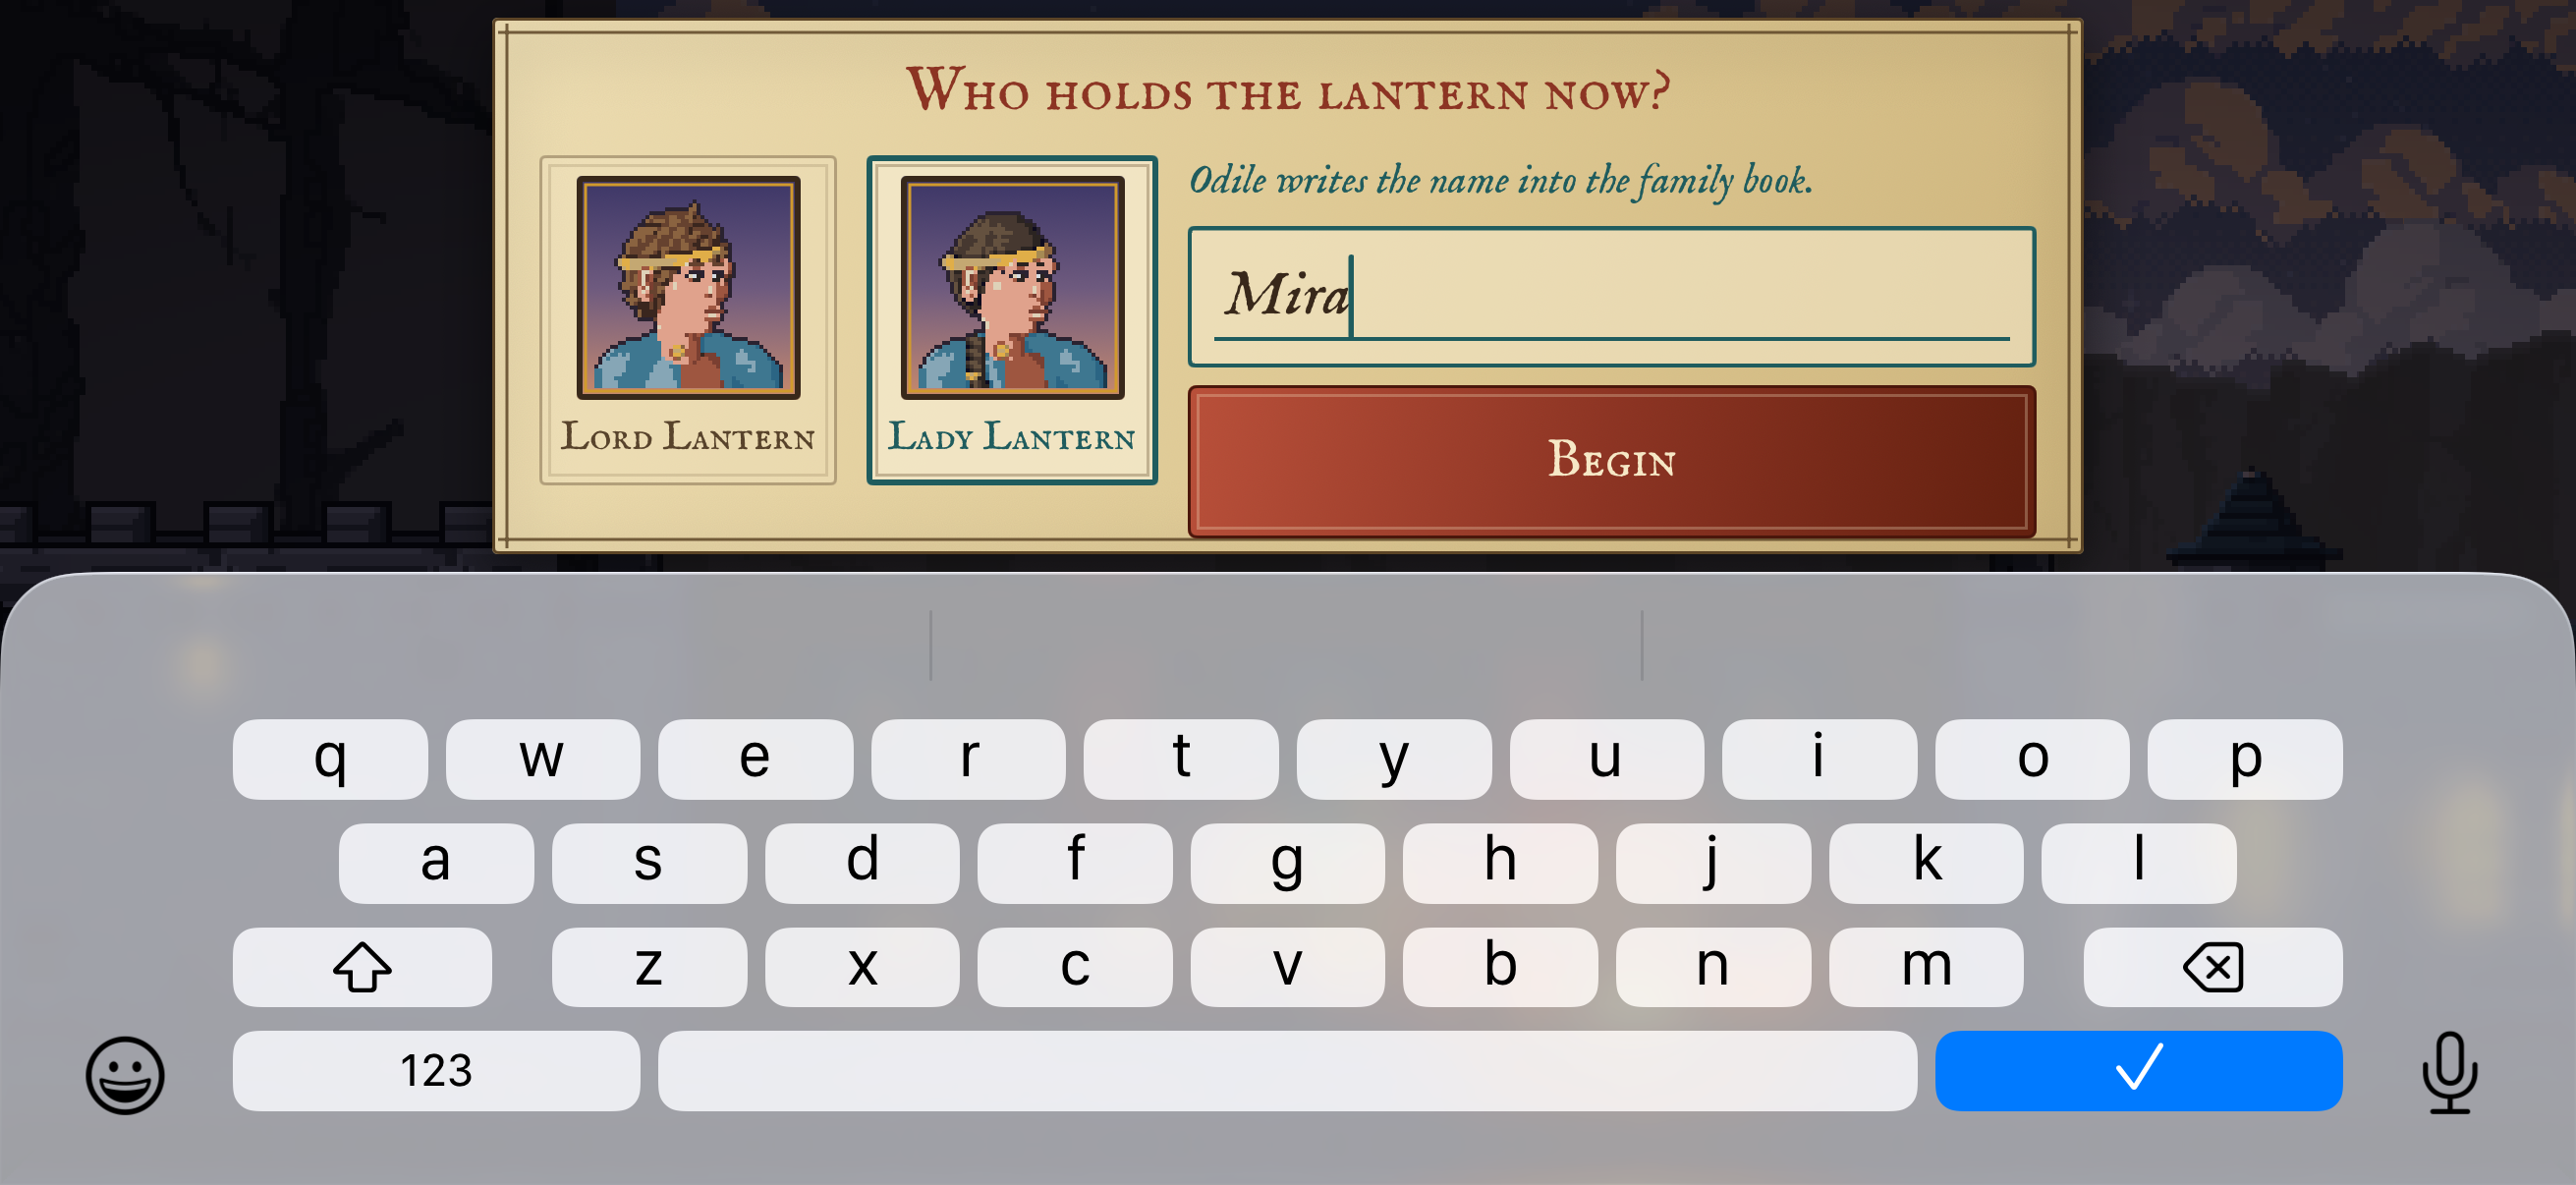 Who holds the lantern now?
Odile writes the name into the family book.
Mira
Lord Lantern
Lady Lantern
Begin
q w e r t y u i o p
a s d f g h j k l
z x c v b n m
123